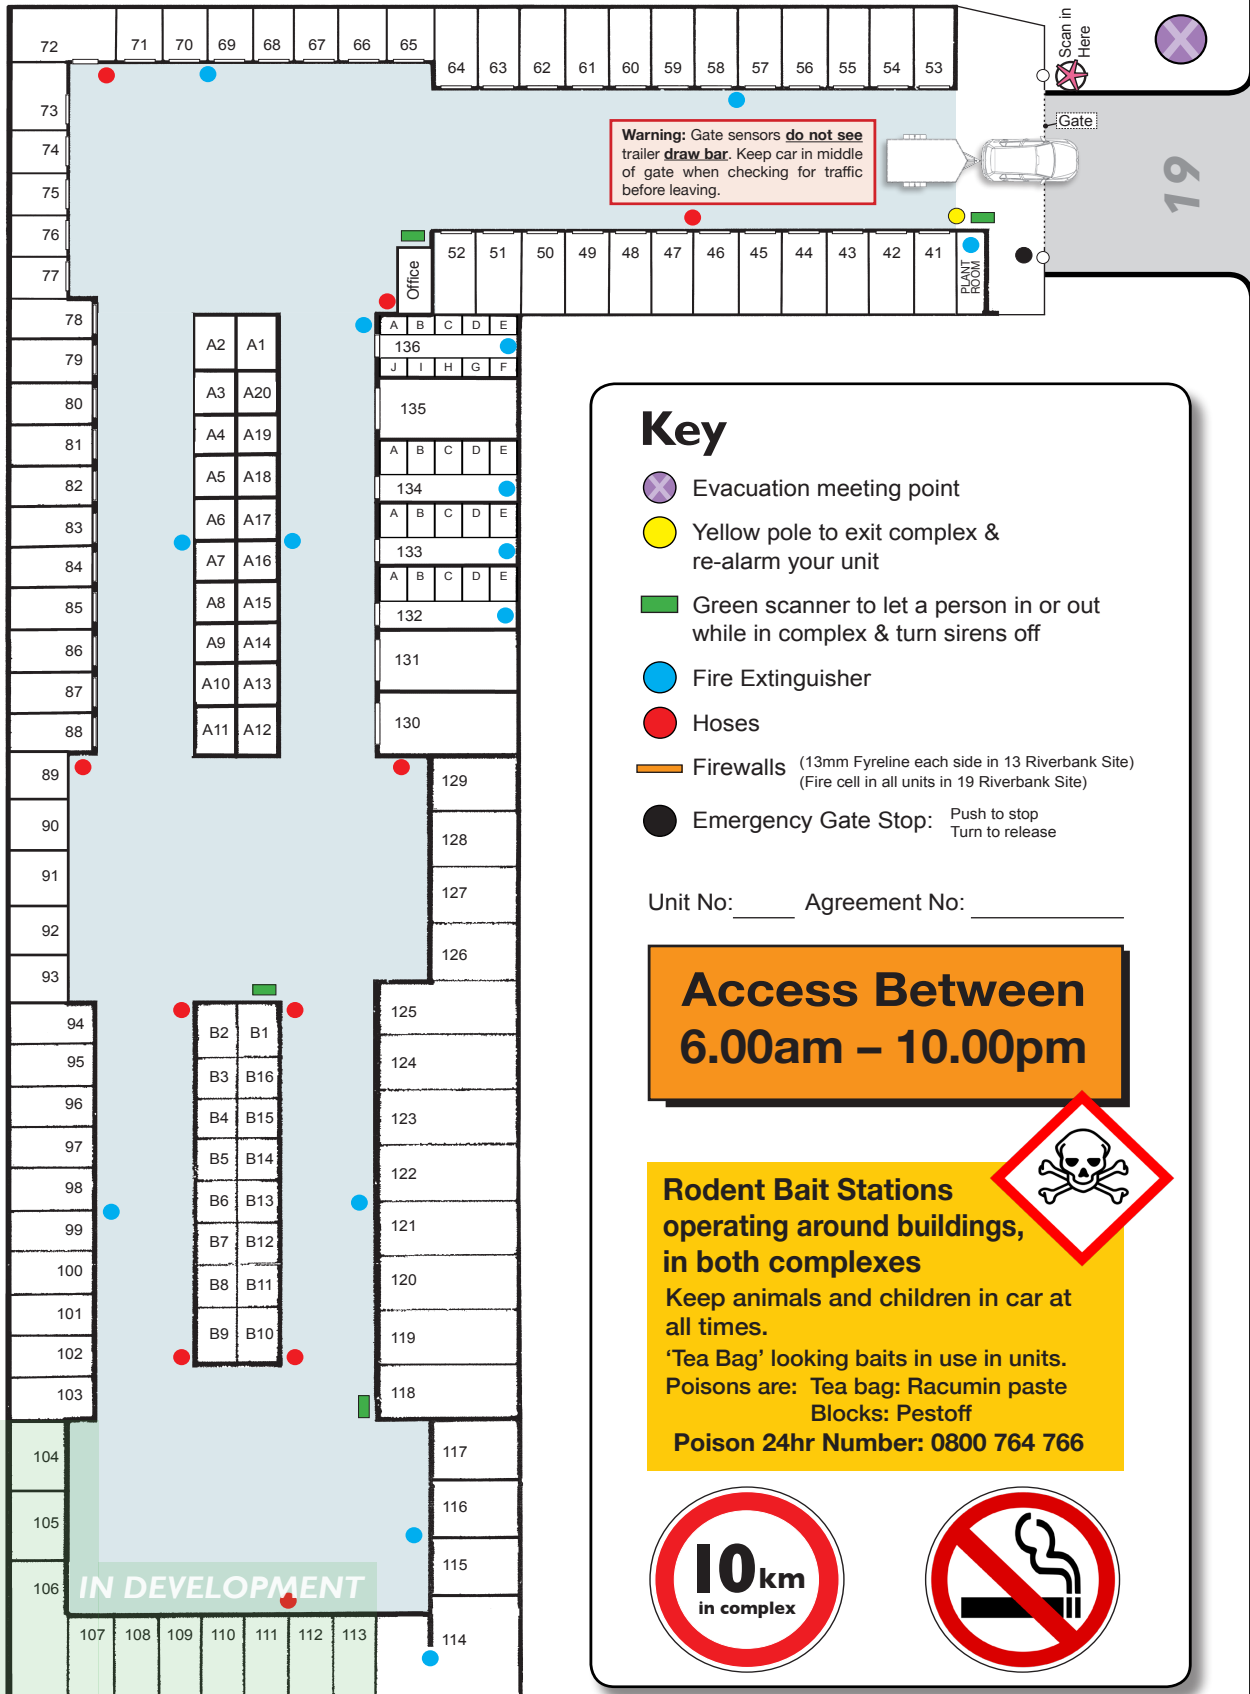 72 71 70 69 68 67 66 65
64 63 62 61 60 59 58 57 56 55 54 53
Scan in
Here
Gate
19
Warning: Gate sensors do not see
trailer draw bar. Keep car in middle
of gate when checking for traffic
before leaving.
73
74
75
76
77
Office
52 51 50 49 48 47 46 45 44 43 42 41
PLANT
ROOM
78
79
80
81
82
83
84
85
86
87
88
A2 A1
A3 A20
A4 A19
A5 A18
A6 A17
A7 A16
A8 A15
A9 A14
A10 A13
A11 A12
A B C D E
136
J I H G F
135
A B C D E
134
A B C D E
133
A B C D E
132
131
130
89
90
91
92
93
129
128
127
126
94
95
96
97
98
99
100
101
102
103
B2 B1
B3 B16
B4 B15
B5 B14
B6 B13
B7 B12
B8 B11
B9 B10
125
124
123
122
121
120
119
118
104
105
106
117
116
115
114
IN DEVELOPMENT
107 108 109 110 111 112 113
Key
Evacuation meeting point
Yellow pole to exit complex &
re-alarm your unit
Green scanner to let a person in or out
while in complex & turn sirens off
Fire Extinguisher
Hoses
Firewalls (13mm Fyreline each side in 13 Riverbank Site)
(Fire cell in all units in 19 Riverbank Site)
Emergency Gate Stop: Push to stop
Turn to release
Unit No: Agreement No:
Access Between
6.00am – 10.00pm
Rodent Bait Stations
operating around buildings,
in both complexes
Keep animals and children in car at
all times.
‘Tea Bag’ looking baits in use in units.
Poisons are: Tea bag: Racumin paste
Blocks: Pestoff
Poison 24hr Number: 0800 764 766
10 km
in complex